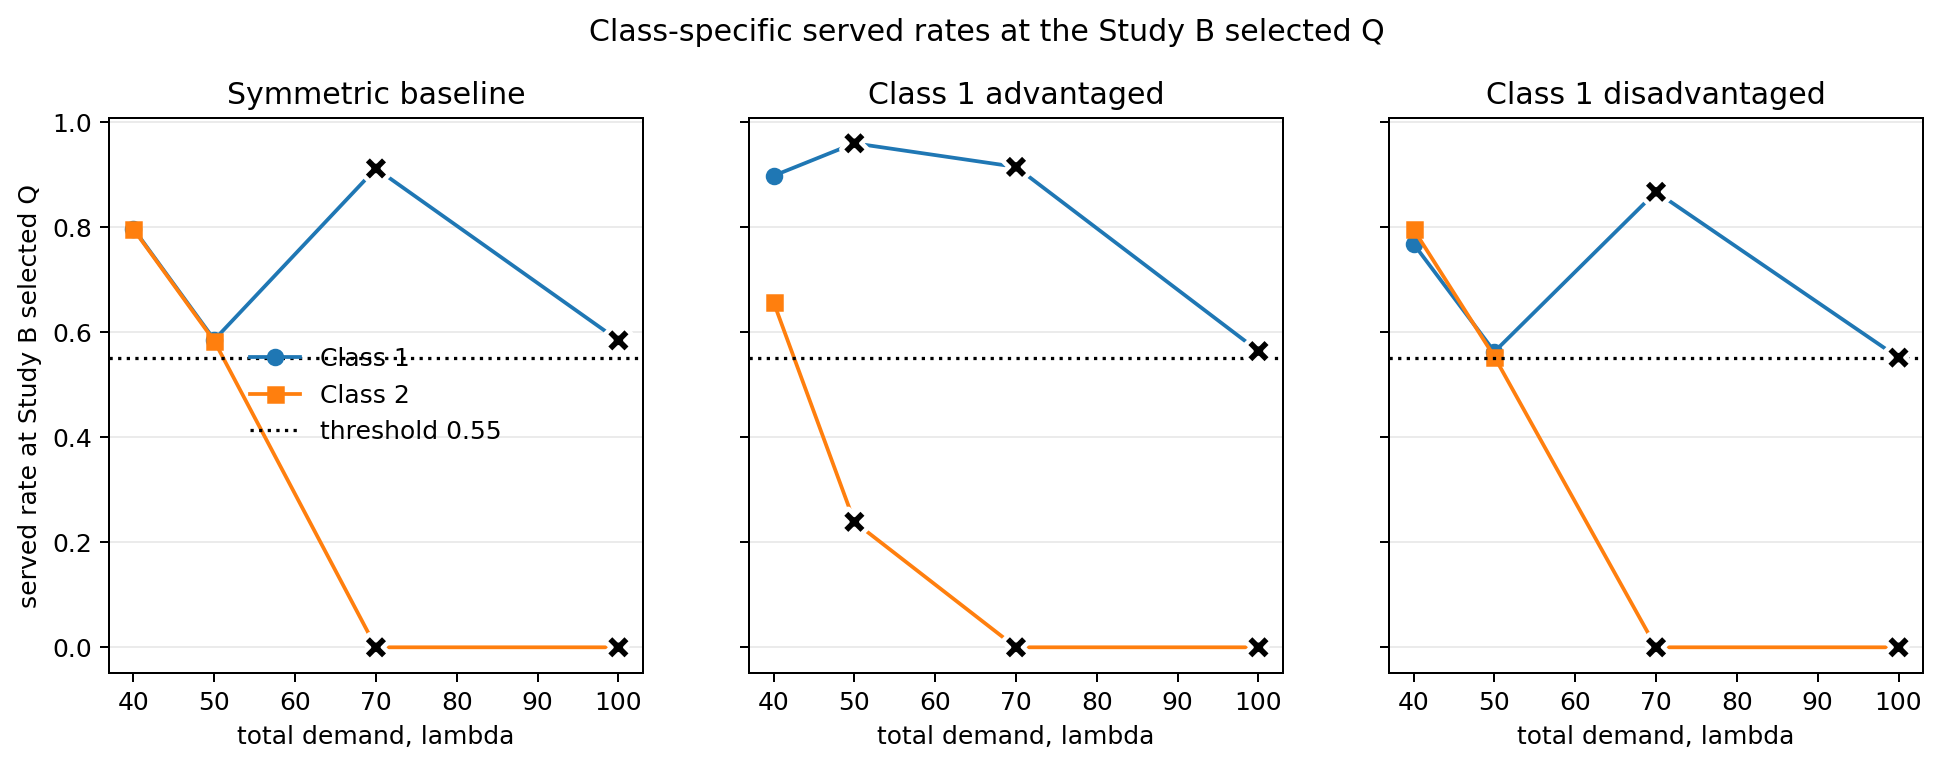 Class-specific served rates at the Study B selected Q
Symmetric baseline
Class 1 advantaged
Class 1 disadvantaged
served rate at Study B selected Q
1.0
0.8
0.6
0.4
0.2
0.0
Class 1
Class 2
threshold 0.55
40 50 60 70 80 90 100
40 50 60 70 80 90 100
40 50 60 70 80 90 100
total demand, lambda
total demand, lambda
total demand, lambda